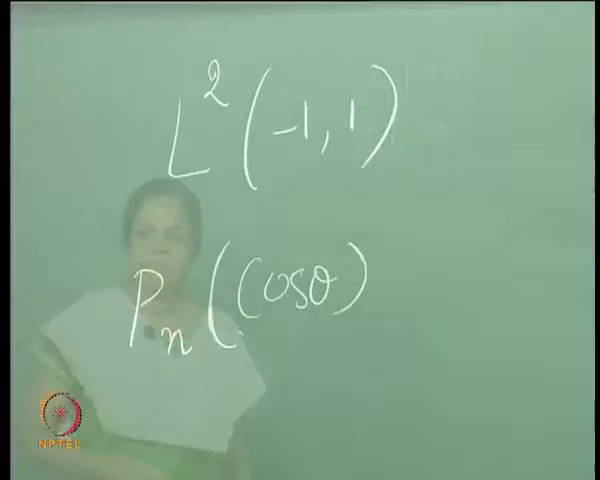 L²(-1, 1)
Pₙ(cosθ)
NPTEL